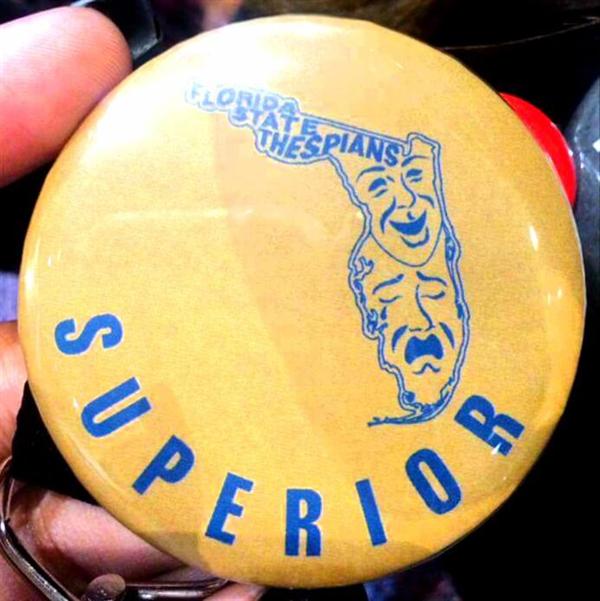 FLORIDA
STATE
THESPIANS
SUPERIOR